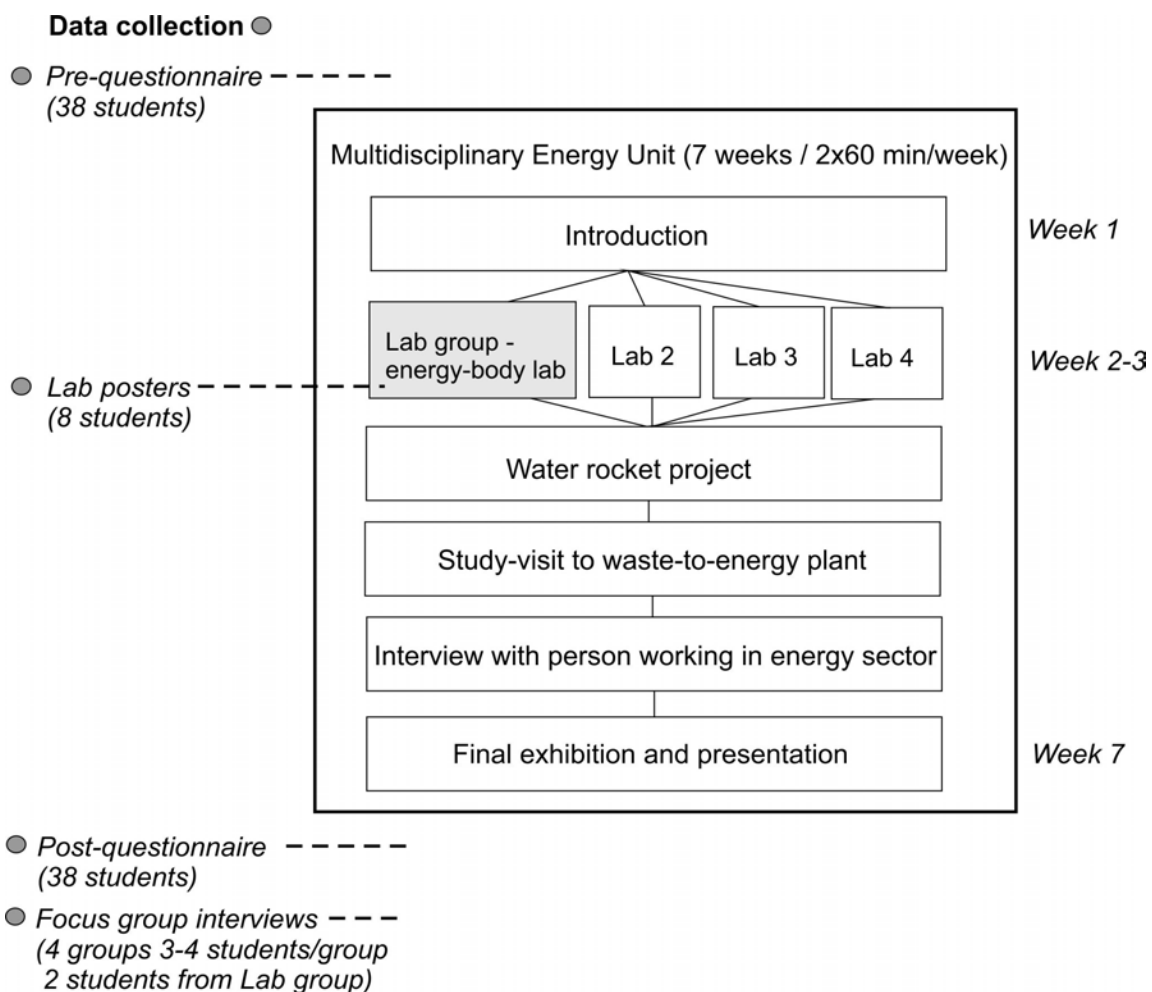 Data collection
Pre-questionnaire
(38 students)
Multidisciplinary Energy Unit (7 weeks / 2x60 min/week)
Introduction
Week 1
Lab group -
energy-body lab
Lab 2
Lab 3
Lab 4
Week 2-3
Lab posters
(8 students)
Water rocket project
Study-visit to waste-to-energy plant
Interview with person working in energy sector
Final exhibition and presentation
Week 7
Post-questionnaire
(38 students)
Focus group interviews
(4 groups 3-4 students/group
2 students from Lab group)